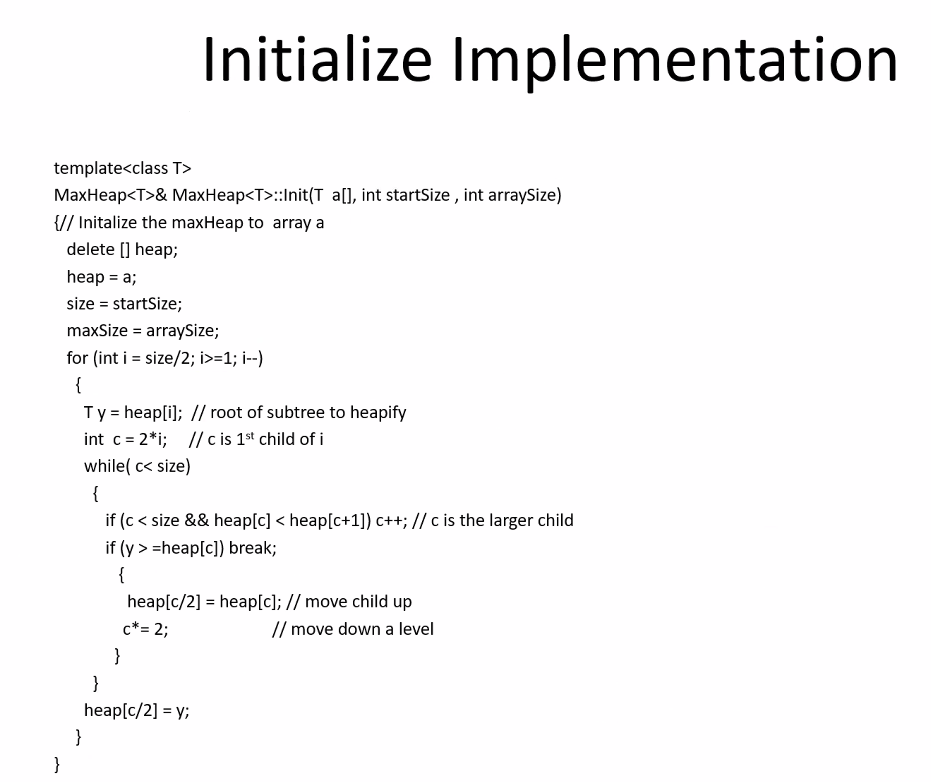 Initialize Implementation
template<class T>
MaxHeap<T>& MaxHeap<T>::Init(T  a[], int startSize , int arraySize)
{// Initalize the maxHeap to  array a
delete [] heap;
heap = a;
size = startSize;
maxSize = arraySize;
for (int i = size/2; i>=1; i--)
{
T y = heap[i];  // root of subtree to heapify
int  c = 2*i;    // c is 1st child of i
while( c< size)
{
if (c < size && heap[c] < heap[c+1]) c++; // c is the larger child
if (y > =heap[c]) break;
{
heap[c/2] = heap[c]; // move child up
c*= 2;                    // move down a level
}
}
heap[c/2] = y;
}
}